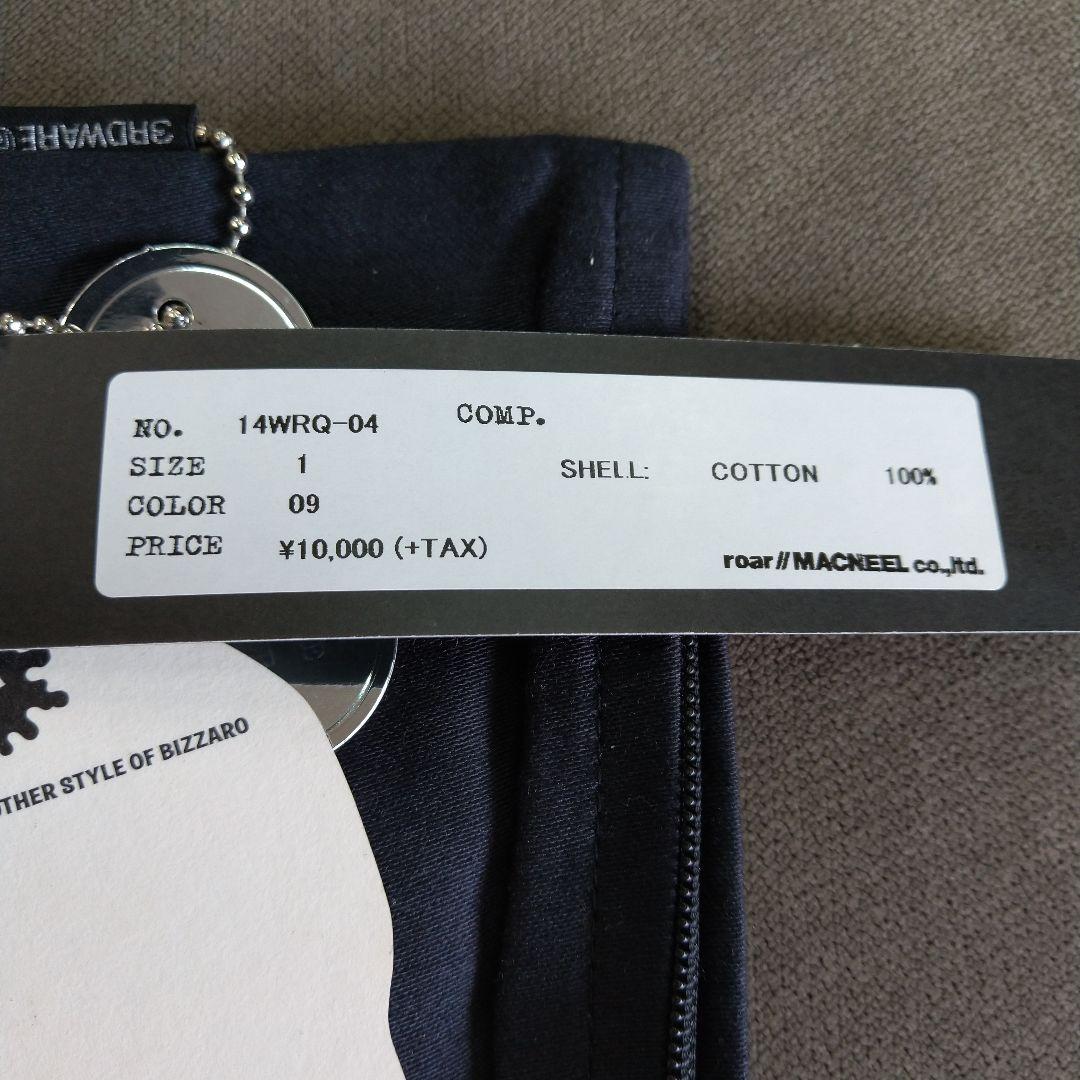 3RDWARE
NO. 14WRQ-04 COMP.
SIZE 1 SHELL: COTTON 100%
COLOR 09
PRICE ¥10,000 (+TAX)
roar//MACNEEL co.,ltd.
STYLE OF BIZZARO